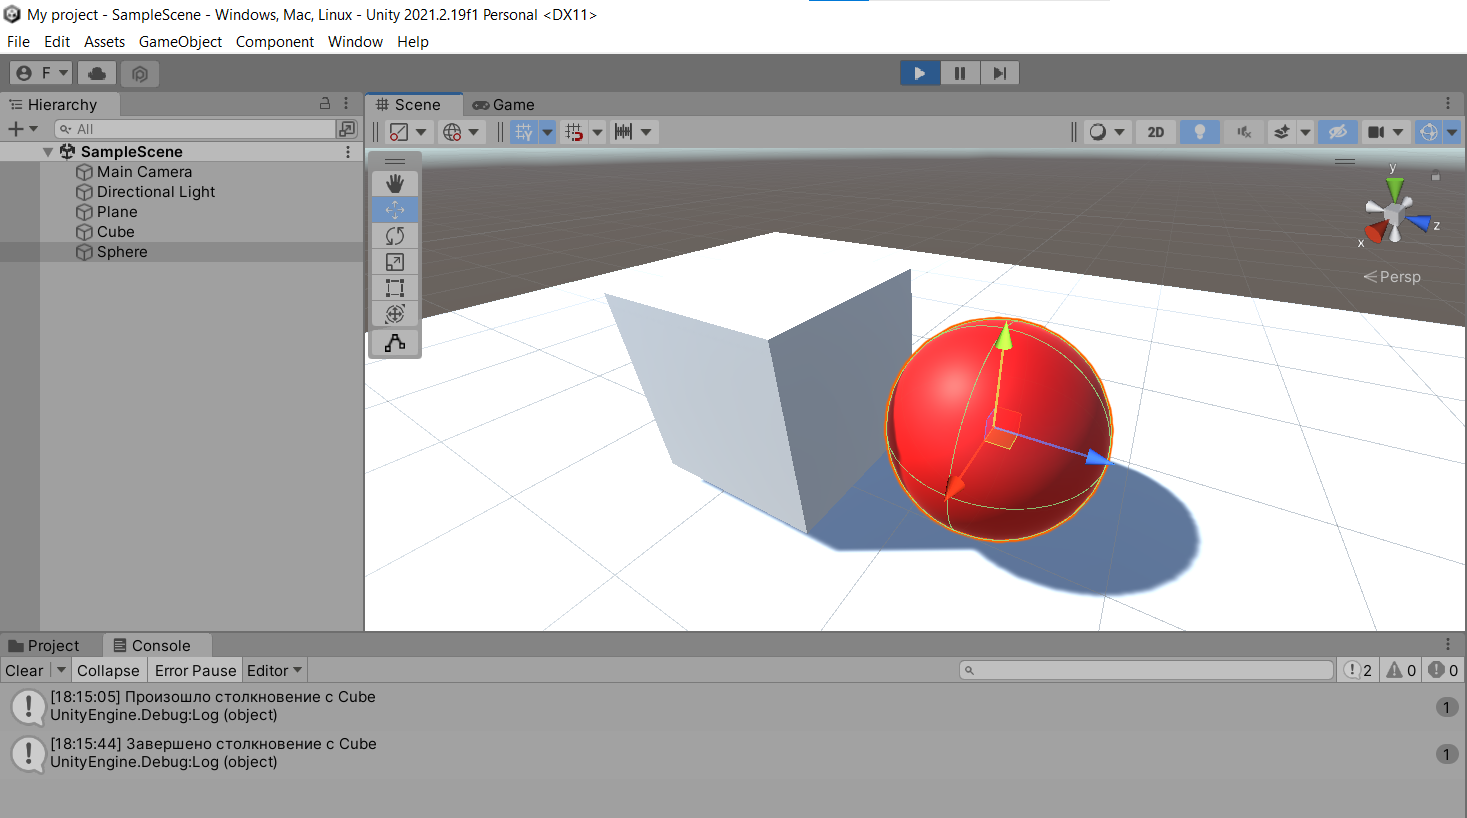 My project - SampleScene - Windows, Mac, Linux - Unity 2021.2.19f1 Personal <DX11>
File Edit Assets GameObject Component Window Help
F
Hierarchy
All
SampleScene
Main Camera
Directional Light
Plane
Cube
Sphere
Scene Game
2D
y
z
x
Persp
Project Console
Clear Collapse Error Pause Editor 2 0 0
[18:15:05] Произошло столкновение с Cube
UnityEngine.Debug:Log (object)
1
[18:15:44] Завершено столкновение с Cube
UnityEngine.Debug:Log (object)
1